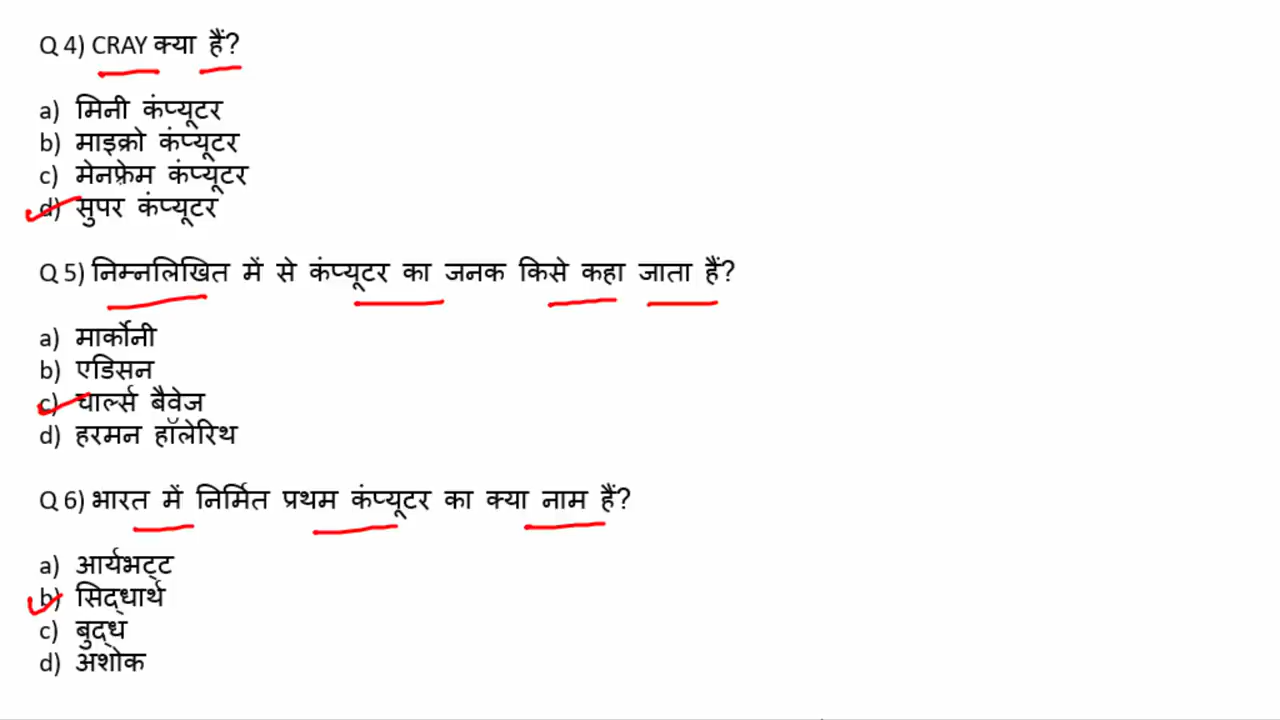 Q 4) CRAY क्या हैं?
a) मिनी कंप्यूटर
b) माइक्रो कंप्यूटर
c) मेनफ्रेम कंप्यूटर
d) सुपर कंप्यूटर
Q 5) निम्नलिखित में से कंप्यूटर का जनक किसे कहा जाता हैं?
a) मार्कोनी
b) एडिसन
c) चार्ल्स बैवेज
d) हरमन हॉलेरिथ
Q 6) भारत में निर्मित प्रथम कंप्यूटर का क्या नाम हैं?
a) आर्यभट्ट
b) सिद्धार्थ
c) बुद्ध
d) अशोक